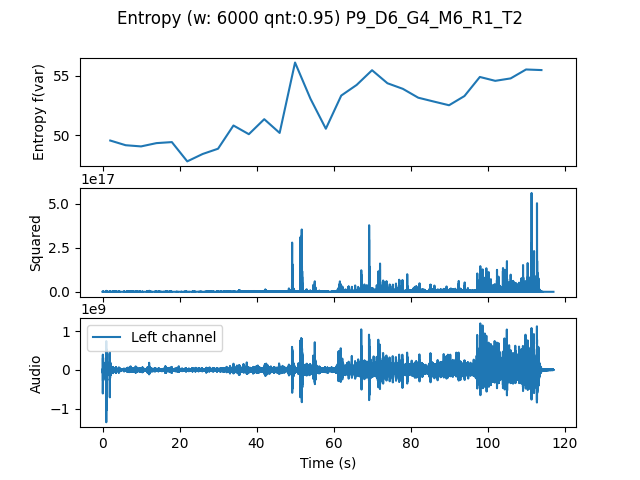 Entropy (w: 6000 qnt:0.95) P9_D6_G4_M6_R1_T2
Entropy f(var)
55
50
1e17
Squared
5.0
2.5
0.0
1e9
Audio
1
0
−1
Left channel
0 20 40 60 80 100 120
Time (s)